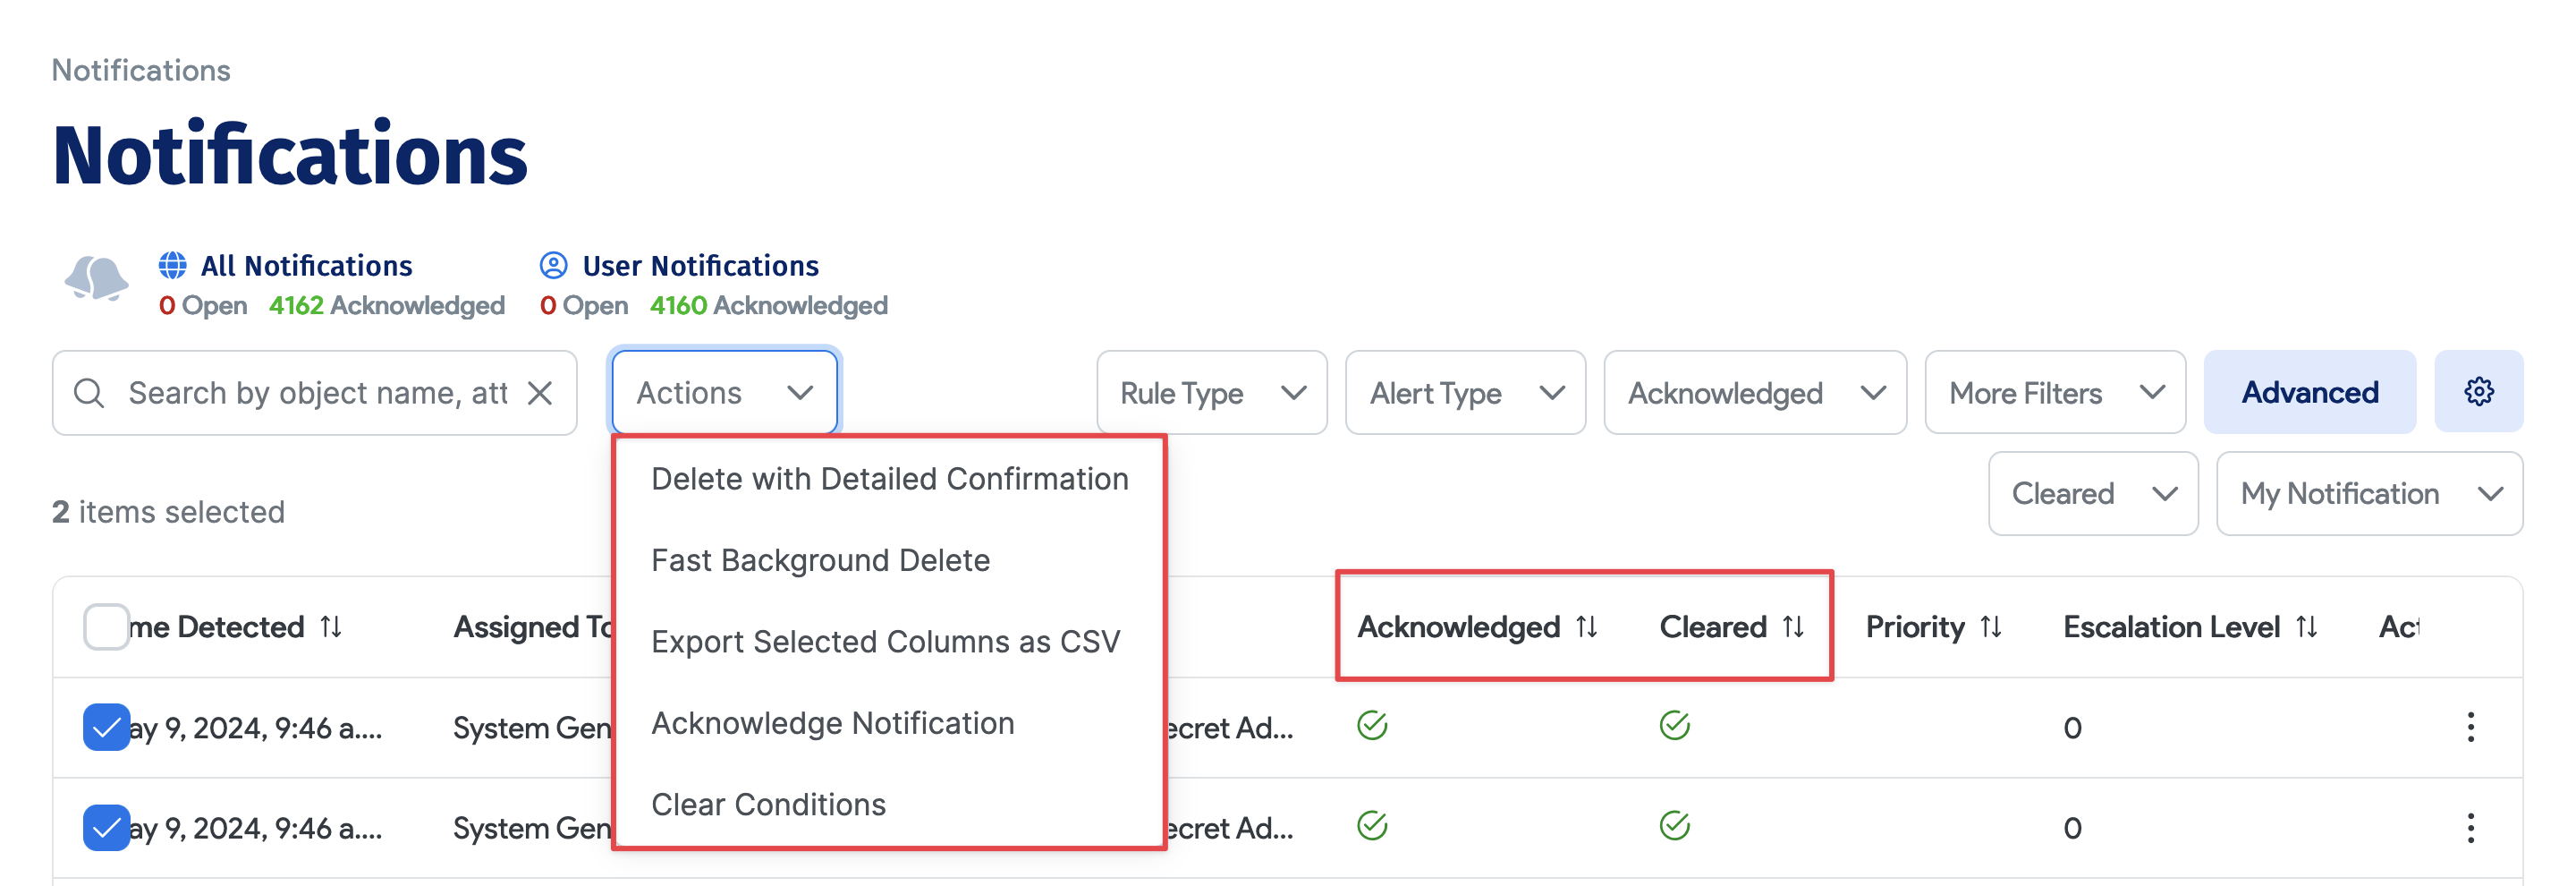 Notifications
Notifications
All Notifications
0 Open 4162 Acknowledged
User Notifications
0 Open 4160 Acknowledged
Search by object name, att
Actions
Rule Type
Alert Type
Acknowledged
More Filters
Advanced
Cleared
My Notification
2 items selected
Delete with Detailed Confirmation
Fast Background Delete
Export Selected Columns as CSV
Acknowledge Notification
Clear Conditions
me Detected Assigned To Acknowledged Cleared Priority Escalation Level Act
ay 9, 2024, 9:46 a.... System Gen ecret Ad... 0
ay 9, 2024, 9:46 a.... System Gen ecret Ad... 0